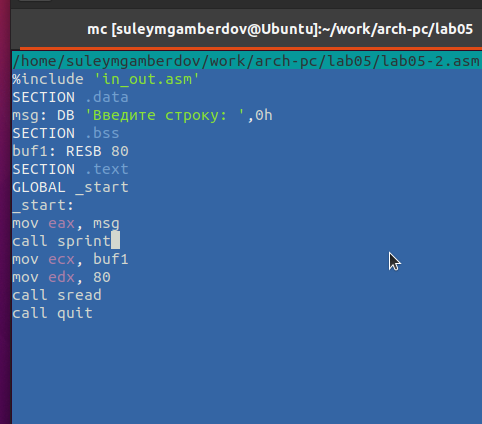 mc [suleymgamberdov@Ubuntu]:~/work/arch-pc/lab05
/home/suleymgamberdov/work/arch-pc/lab05/lab05-2.asm
%include 'in_out.asm'
SECTION .data
msg: DB 'Введите строку: ',0h
SECTION .bss
buf1: RESB 80
SECTION .text
GLOBAL _start
_start:
mov eax, msg
call sprint
mov ecx, buf1
mov edx, 80
call sread
call quit